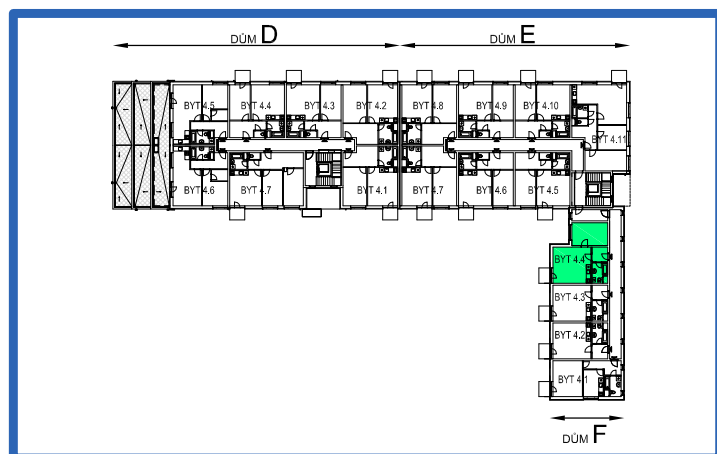 DŮM D
DŮM E
BYT 4.5
BYT 4.4
BYT 4.3
BYT 4.2
BYT 4.8
BYT 4.9
BYT 4.10
BYT 4.11
BYT 4.6
BYT 4.7
BYT 4.1
BYT 4.7
BYT 4.6
BYT 4.5
BYT 4.4
BYT 4.3
BYT 4.2
BYT 4.1
DŮM F